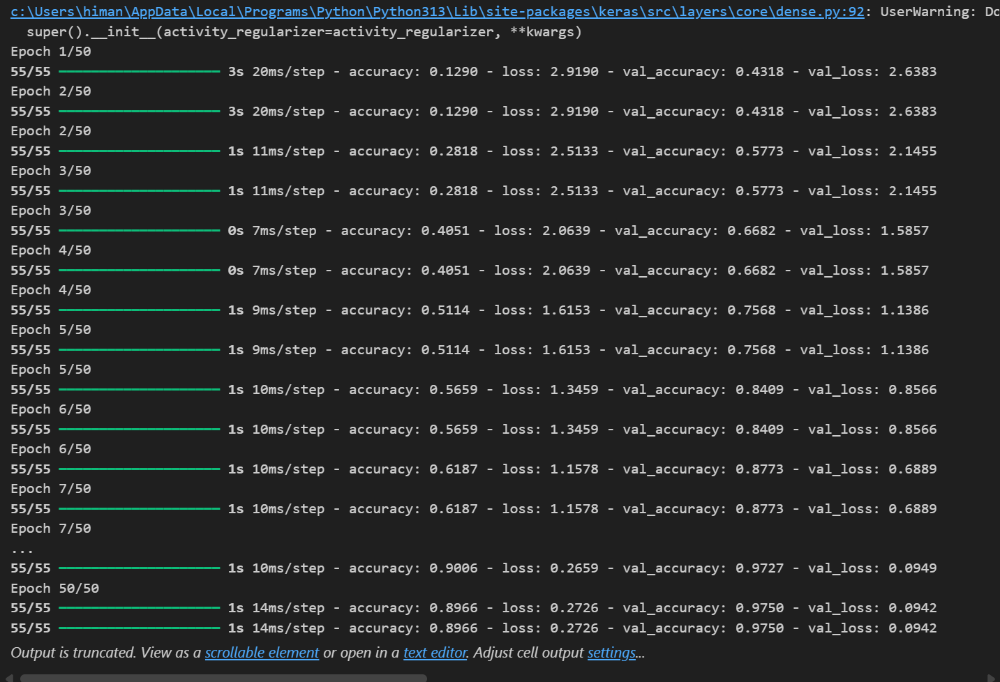 c:\Users\himan\AppData\Local\Programs\Python\Python313\Lib\site-packages\keras\src\layers\core\dense.py:92: UserWarning: Do
super().__init__(activity_regularizer=activity_regularizer, **kwargs)
Epoch 1/50
55/55 ━━━━━━━━━━━━━━━━━━━━ 3s 20ms/step - accuracy: 0.1290 - loss: 2.9190 - val_accuracy: 0.4318 - val_loss: 2.6383
Epoch 2/50
55/55 ━━━━━━━━━━━━━━━━━━━━ 3s 20ms/step - accuracy: 0.1290 - loss: 2.9190 - val_accuracy: 0.4318 - val_loss: 2.6383
Epoch 2/50
55/55 ━━━━━━━━━━━━━━━━━━━━ 1s 11ms/step - accuracy: 0.2818 - loss: 2.5133 - val_accuracy: 0.5773 - val_loss: 2.1455
Epoch 3/50
55/55 ━━━━━━━━━━━━━━━━━━━━ 1s 11ms/step - accuracy: 0.2818 - loss: 2.5133 - val_accuracy: 0.5773 - val_loss: 2.1455
Epoch 3/50
55/55 ━━━━━━━━━━━━━━━━━━━━ 0s 7ms/step - accuracy: 0.4051 - loss: 2.0639 - val_accuracy: 0.6682 - val_loss: 1.5857
Epoch 4/50
55/55 ━━━━━━━━━━━━━━━━━━━━ 0s 7ms/step - accuracy: 0.4051 - loss: 2.0639 - val_accuracy: 0.6682 - val_loss: 1.5857
Epoch 4/50
55/55 ━━━━━━━━━━━━━━━━━━━━ 1s 9ms/step - accuracy: 0.5114 - loss: 1.6153 - val_accuracy: 0.7568 - val_loss: 1.1386
Epoch 5/50
55/55 ━━━━━━━━━━━━━━━━━━━━ 1s 9ms/step - accuracy: 0.5114 - loss: 1.6153 - val_accuracy: 0.7568 - val_loss: 1.1386
Epoch 5/50
55/55 ━━━━━━━━━━━━━━━━━━━━ 1s 10ms/step - accuracy: 0.5659 - loss: 1.3459 - val_accuracy: 0.8409 - val_loss: 0.8566
Epoch 6/50
55/55 ━━━━━━━━━━━━━━━━━━━━ 1s 10ms/step - accuracy: 0.5659 - loss: 1.3459 - val_accuracy: 0.8409 - val_loss: 0.8566
Epoch 6/50
55/55 ━━━━━━━━━━━━━━━━━━━━ 1s 10ms/step - accuracy: 0.6187 - loss: 1.1578 - val_accuracy: 0.8773 - val_loss: 0.6889
Epoch 7/50
55/55 ━━━━━━━━━━━━━━━━━━━━ 1s 10ms/step - accuracy: 0.6187 - loss: 1.1578 - val_accuracy: 0.8773 - val_loss: 0.6889
Epoch 7/50
...
55/55 ━━━━━━━━━━━━━━━━━━━━ 1s 10ms/step - accuracy: 0.9006 - loss: 0.2659 - val_accuracy: 0.9727 - val_loss: 0.0949
Epoch 50/50
55/55 ━━━━━━━━━━━━━━━━━━━━ 1s 14ms/step - accuracy: 0.8966 - loss: 0.2726 - val_accuracy: 0.9750 - val_loss: 0.0942
55/55 ━━━━━━━━━━━━━━━━━━━━ 1s 14ms/step - accuracy: 0.8966 - loss: 0.2726 - val_accuracy: 0.9750 - val_loss: 0.0942
Output is truncated. View as a scrollable element or open in a text editor. Adjust cell output settings...